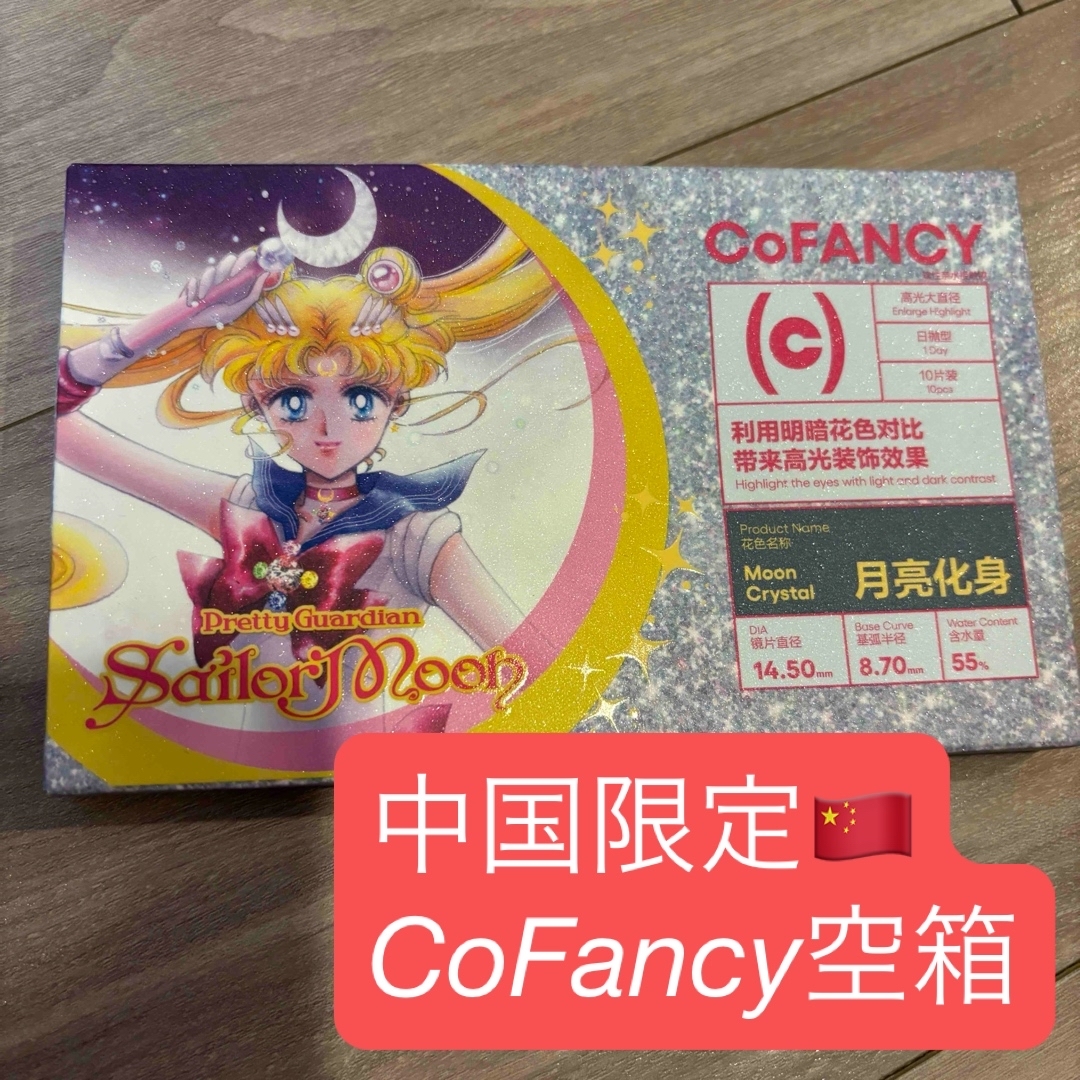 Pretty Guardian
Sailor Moon
CoFANCY
(c)
高光大直径
Enlarge Highlight
日抛型
1 Day
10片装
10pcs
利用明暗花色对比
带来高光装饰效果
Highlight the eyes with light and dark contrast
Product Name
花色名称
Moon
Crystal
月亮化身
DIA
镜片直径
14.50mm
Base Curve
基弧半径
8.70mm
Water Content
含水量
55%
中国限定🇨🇳
CoFancy空箱